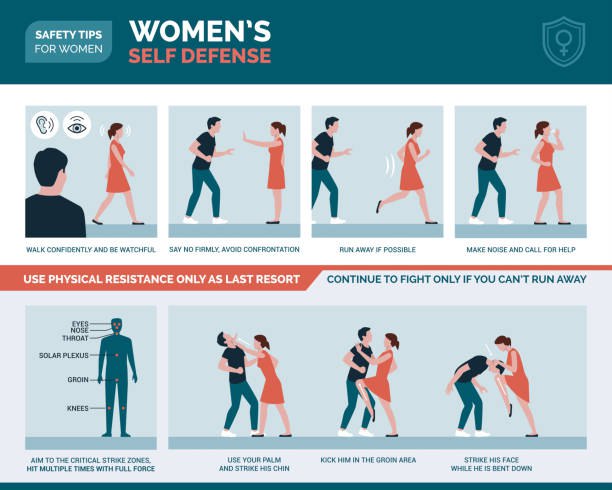 SAFETY TIPS
FOR WOMEN
WOMEN'S
SELF DEFENSE
WALK CONFIDENTLY AND BE WATCHFUL
SAY NO FIRMLY, AVOID CONFRONTATION
RUN AWAY IF POSSIBLE
MAKE NOISE AND CALL FOR HELP
USE PHYSICAL RESISTANCE ONLY AS LAST RESORT
CONTINUE TO FIGHT ONLY IF YOU CAN'T RUN AWAY
EYES
NOSE
THROAT
SOLAR PLEXUS
GROIN
KNEES
AIM TO THE CRITICAL STRIKE ZONES,
HIT MULTIPLE TIMES WITH FULL FORCE
USE YOUR PALM
AND STRIKE HIS CHIN
KICK HIM IN THE GROIN AREA
STRIKE HIS FACE
WHILE HE IS BENT DOWN